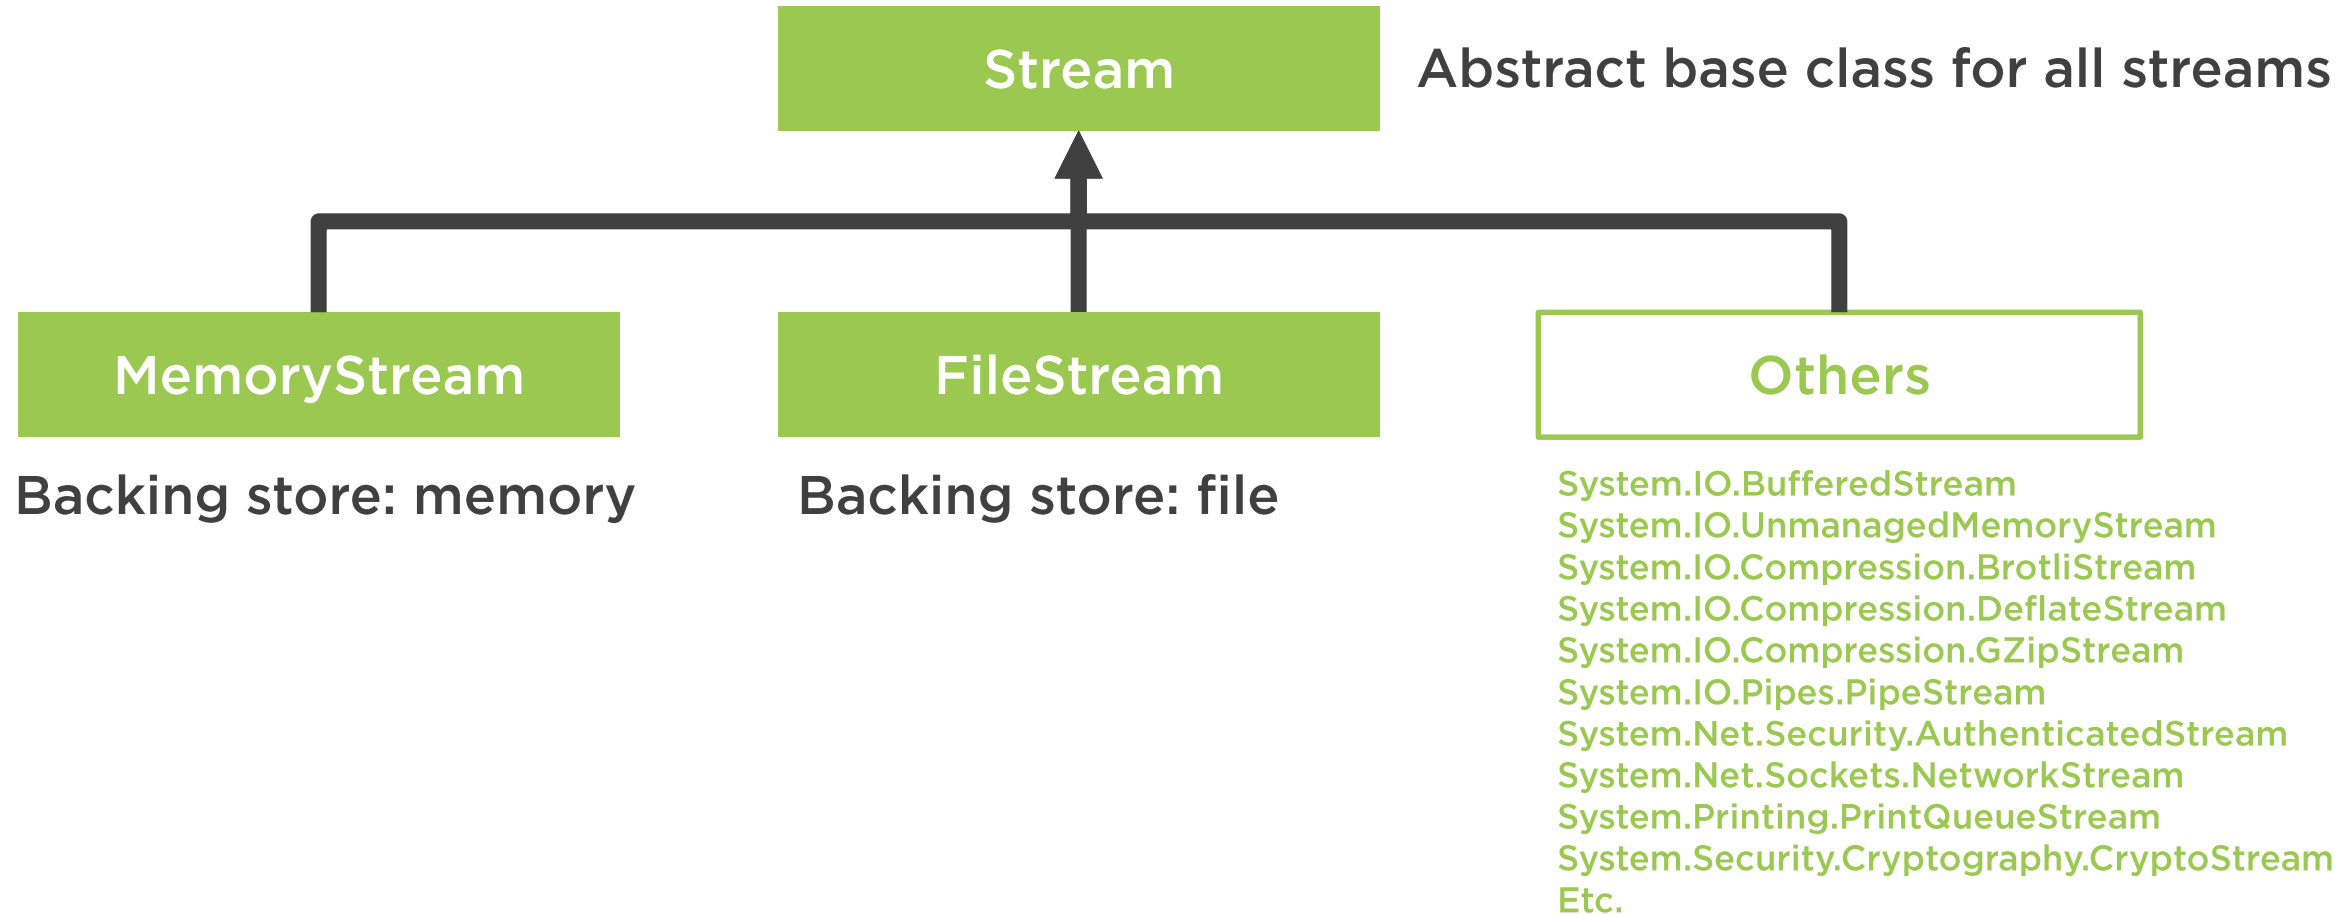 Stream
Abstract base class for all streams
MemoryStream
FileStream
Others
Backing store: memory
Backing store: file
System.IO.BufferedStream
System.IO.UnmanagedMemoryStream
System.IO.Compression.BrotliStream
System.IO.Compression.DeflateStream
System.IO.Compression.GZipStream
System.IO.Pipes.PipeStream
System.Net.Security.AuthenticatedStream
System.Net.Sockets.NetworkStream
System.Printing.PrintQueueStream
System.Security.Cryptography.CryptoStream
Etc.